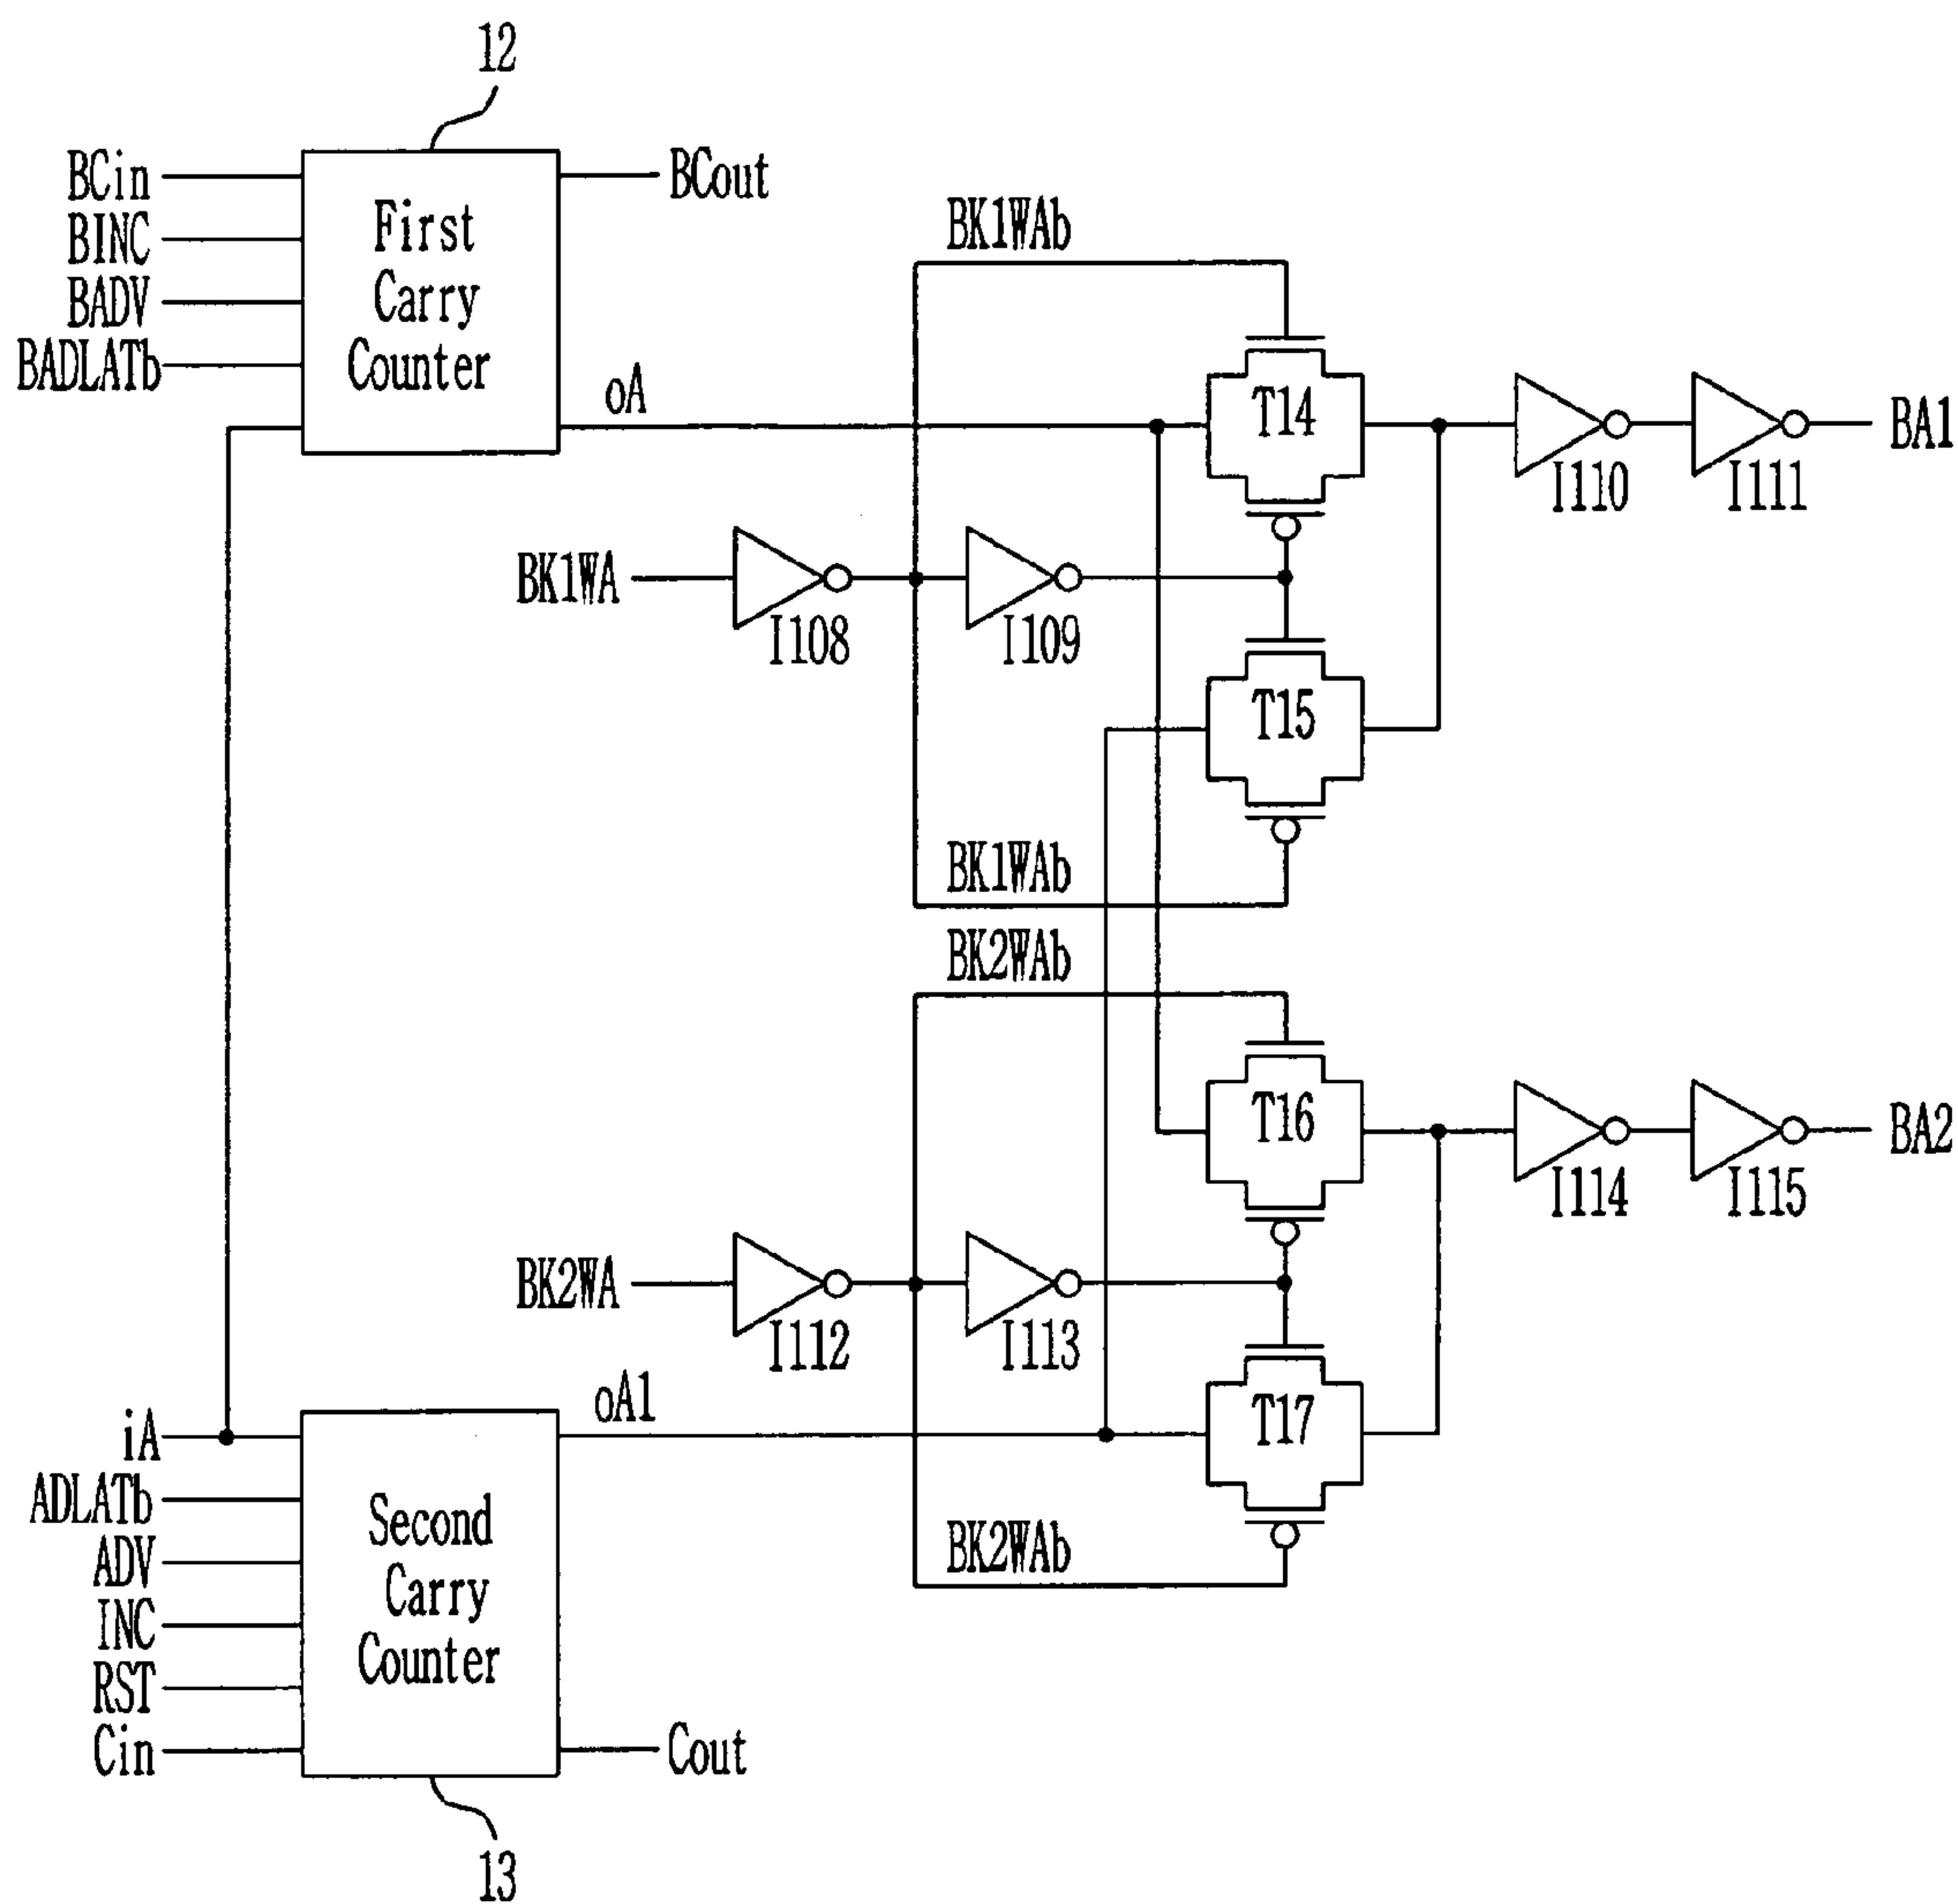 12
BCin
BINC
BADV
BADLATb
First
Carry
Counter
BCout
oA
BK1WAb
T14
I110
I111
BA1
BK1WA
I108
I109
T15
BK1WAb
BK2WAb
T16
I114
I115
BA2
BK2WA
I112
I113
T17
BK2WAb
oA1
iA
ADLATb
ADV
INC
RST
Cin
Second
Carry
Counter
Cout
13